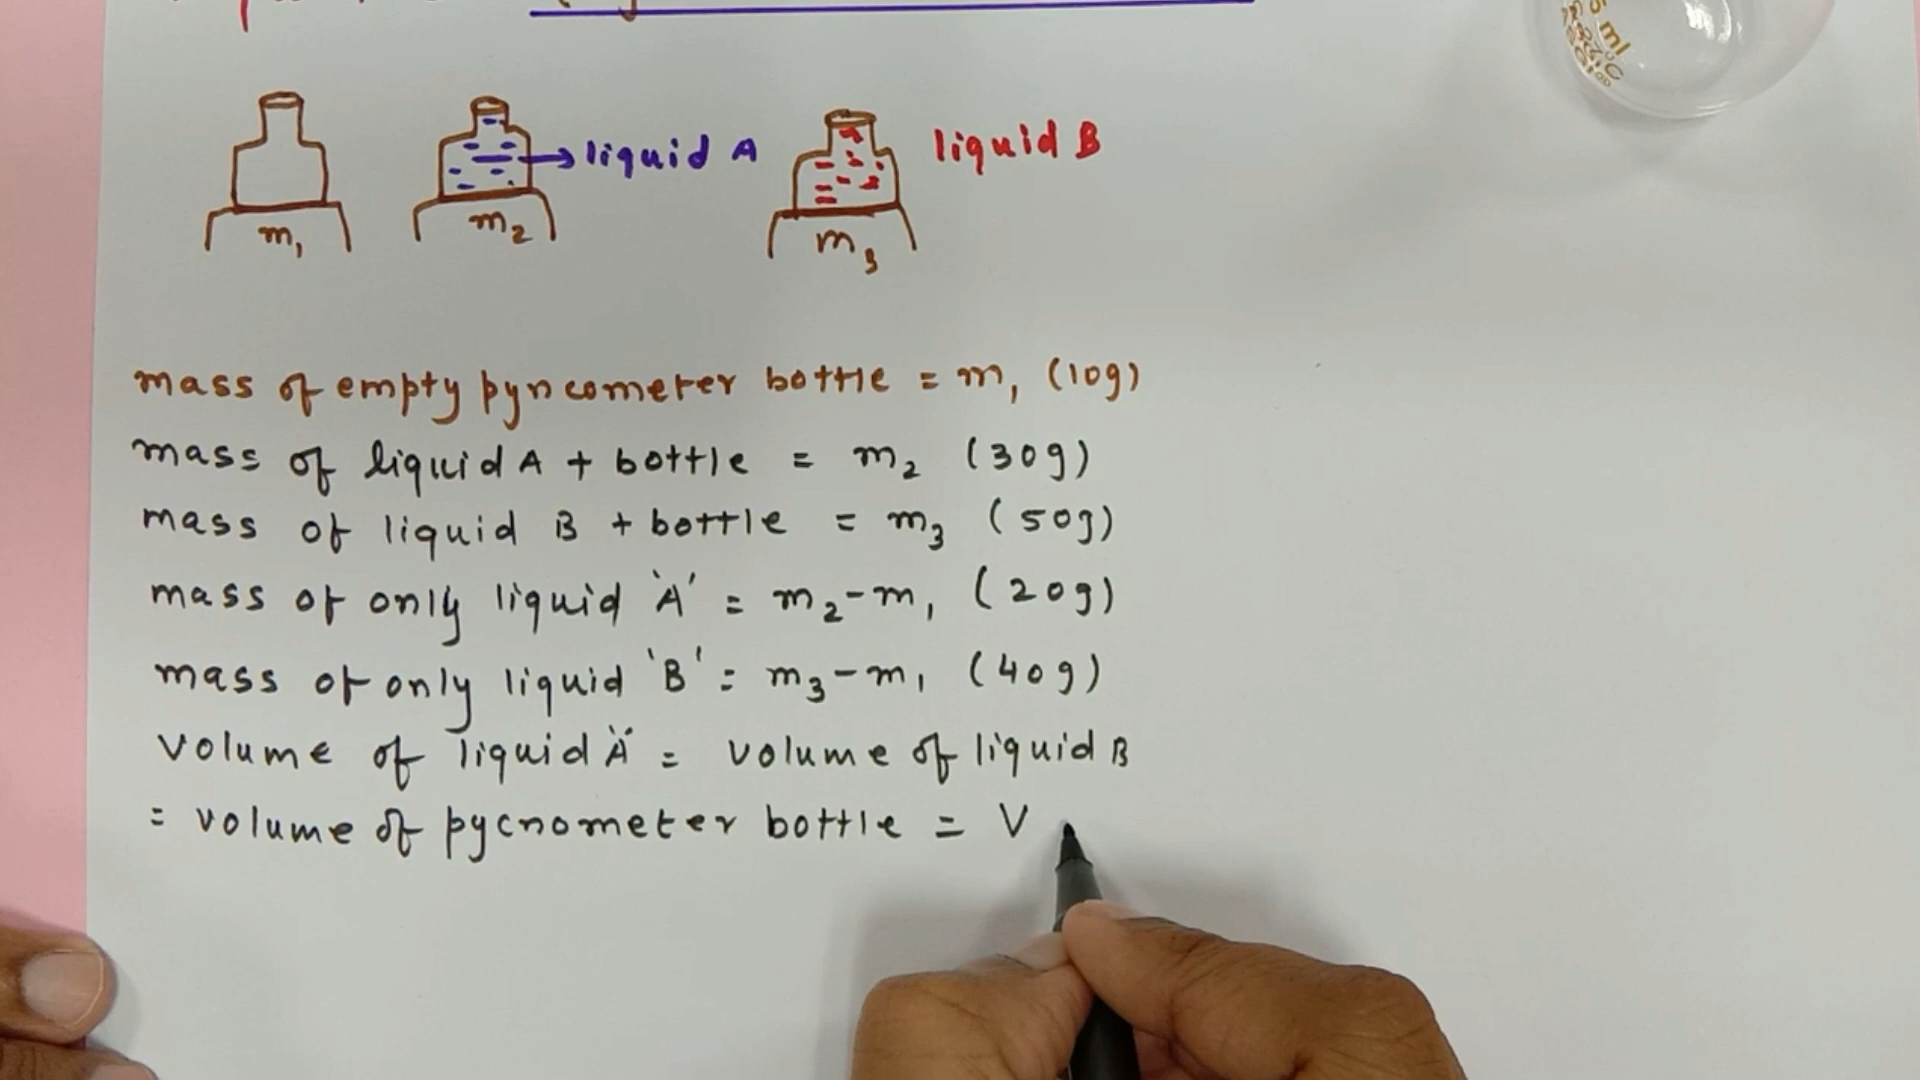 liquid A
liquid B
m1
m2
m3
mass of empty pyncometer bottle = m1 (10g)
mass of liquid A + bottle = m2 (30g)
mass of liquid B + bottle = m3 (50g)
mass of only liquid 'A' = m2-m1 (20g)
mass of only liquid 'B' = m3-m1 (40g)
Volume of liquid 'A' = volume of liquid B
= volume of pycnometer bottle = V